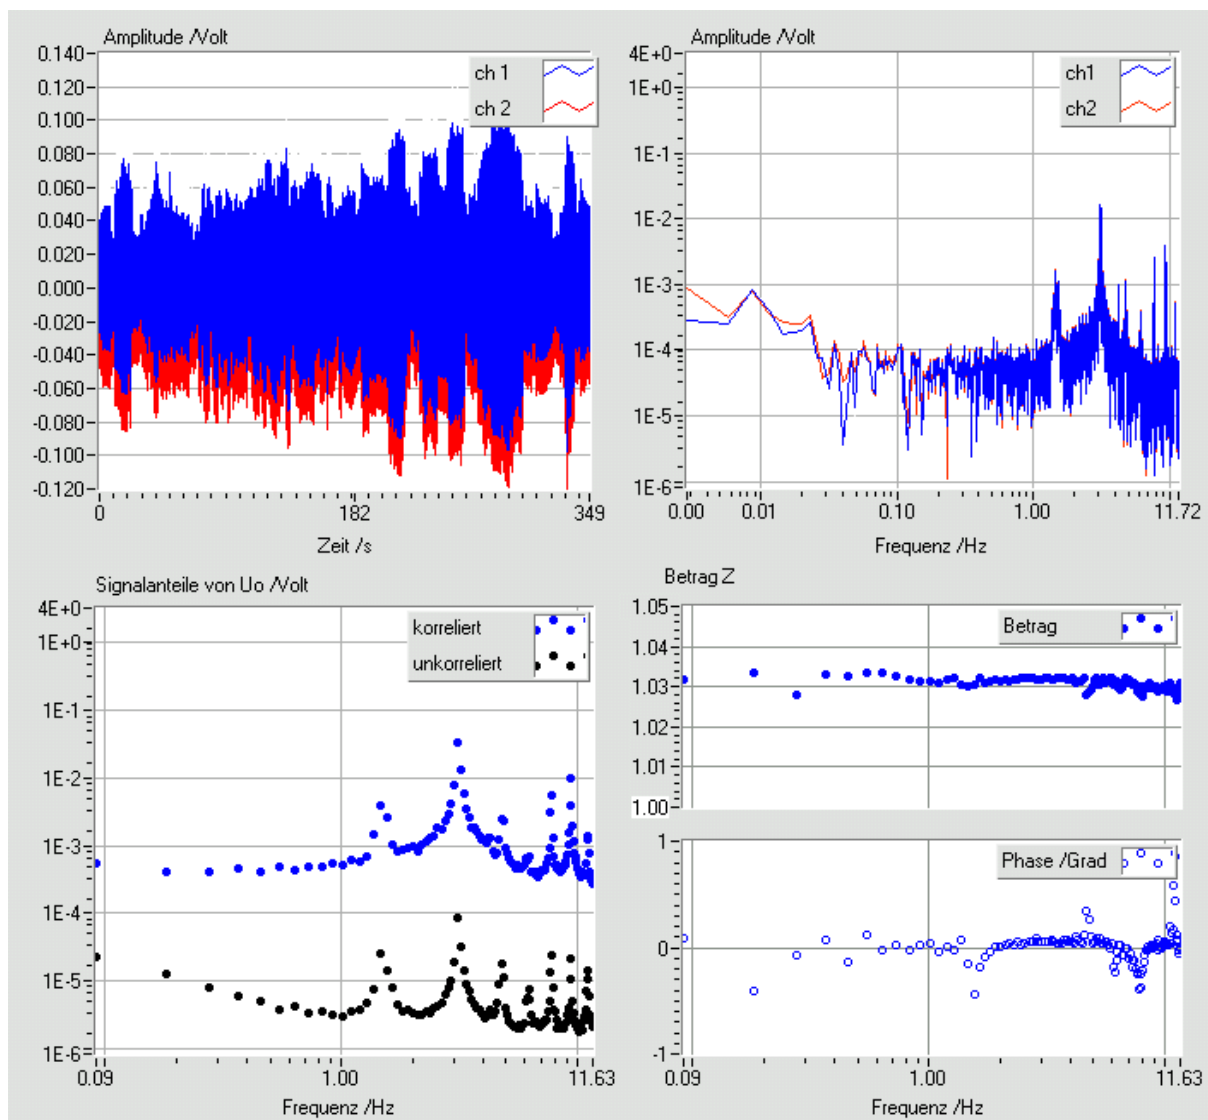 Amplitude /Volt
0.140
0.120
0.100
0.080
0.060
0.040
0.020
0.000
-0.020
-0.040
-0.060
-0.080
-0.100
-0.120
ch 1
ch 2
0
182
349
Zeit /s
Amplitude /Volt
4E+0
1E+0
1E-1
1E-2
1E-3
1E-4
1E-5
1E-6
ch1
ch2
0.00
0.01
0.10
1.00
11.72
Frequenz /Hz
Signalanteile von Uo /Volt
4E+0
1E+0
1E-1
1E-2
1E-3
1E-4
1E-5
1E-6
korreliert
unkorreliert
0.09
1.00
11.63
Frequenz /Hz
Betrag Z
1.05
1.04
1.03
1.02
1.01
1.00
Betrag
1
0
-1
Phase /Grad
0.09
1.00
11.63
Frequenz /Hz